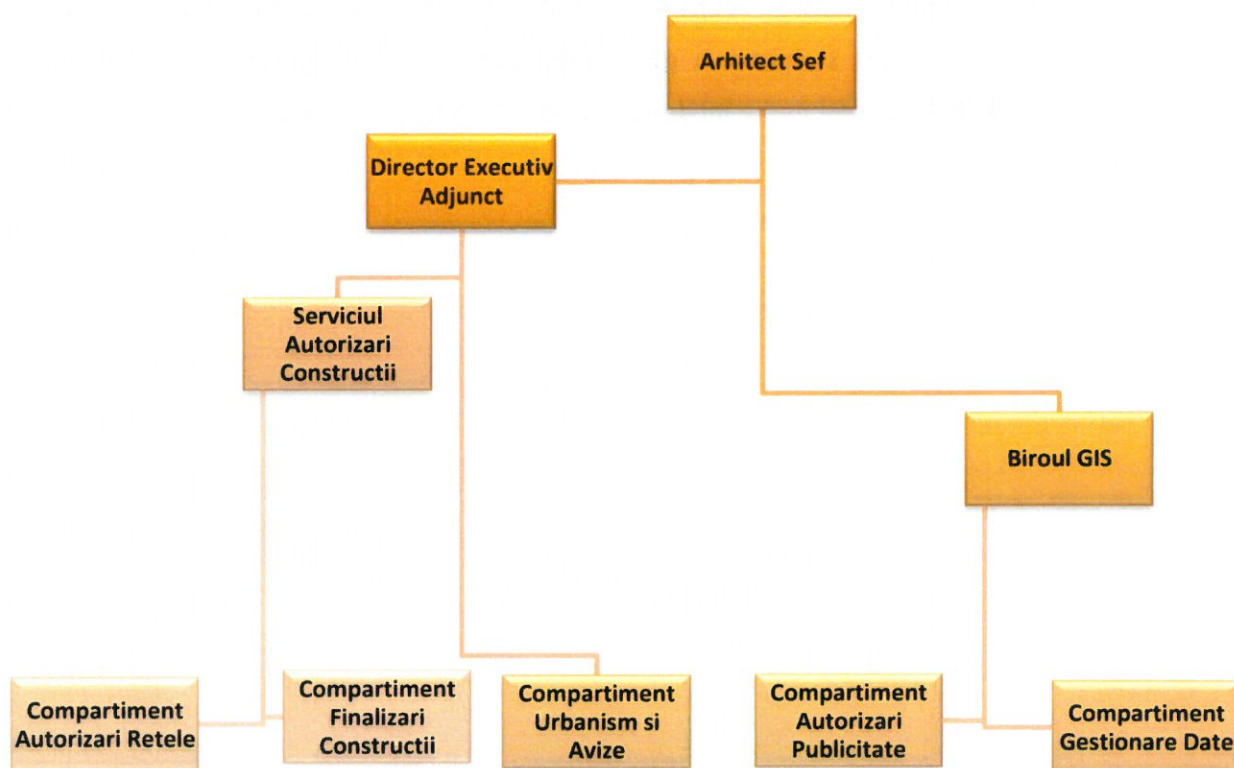 Arhitect Sef
Director Executiv
Adjunct
Serviciul
Autorizari
Constructii
Biroul GIS
Compartiment
Autorizari Retele
Compartiment
Finalizari
Constructii
Compartiment
Urbanism si
Avize
Compartiment
Autorizari
Publicitate
Compartiment
Gestionare Date